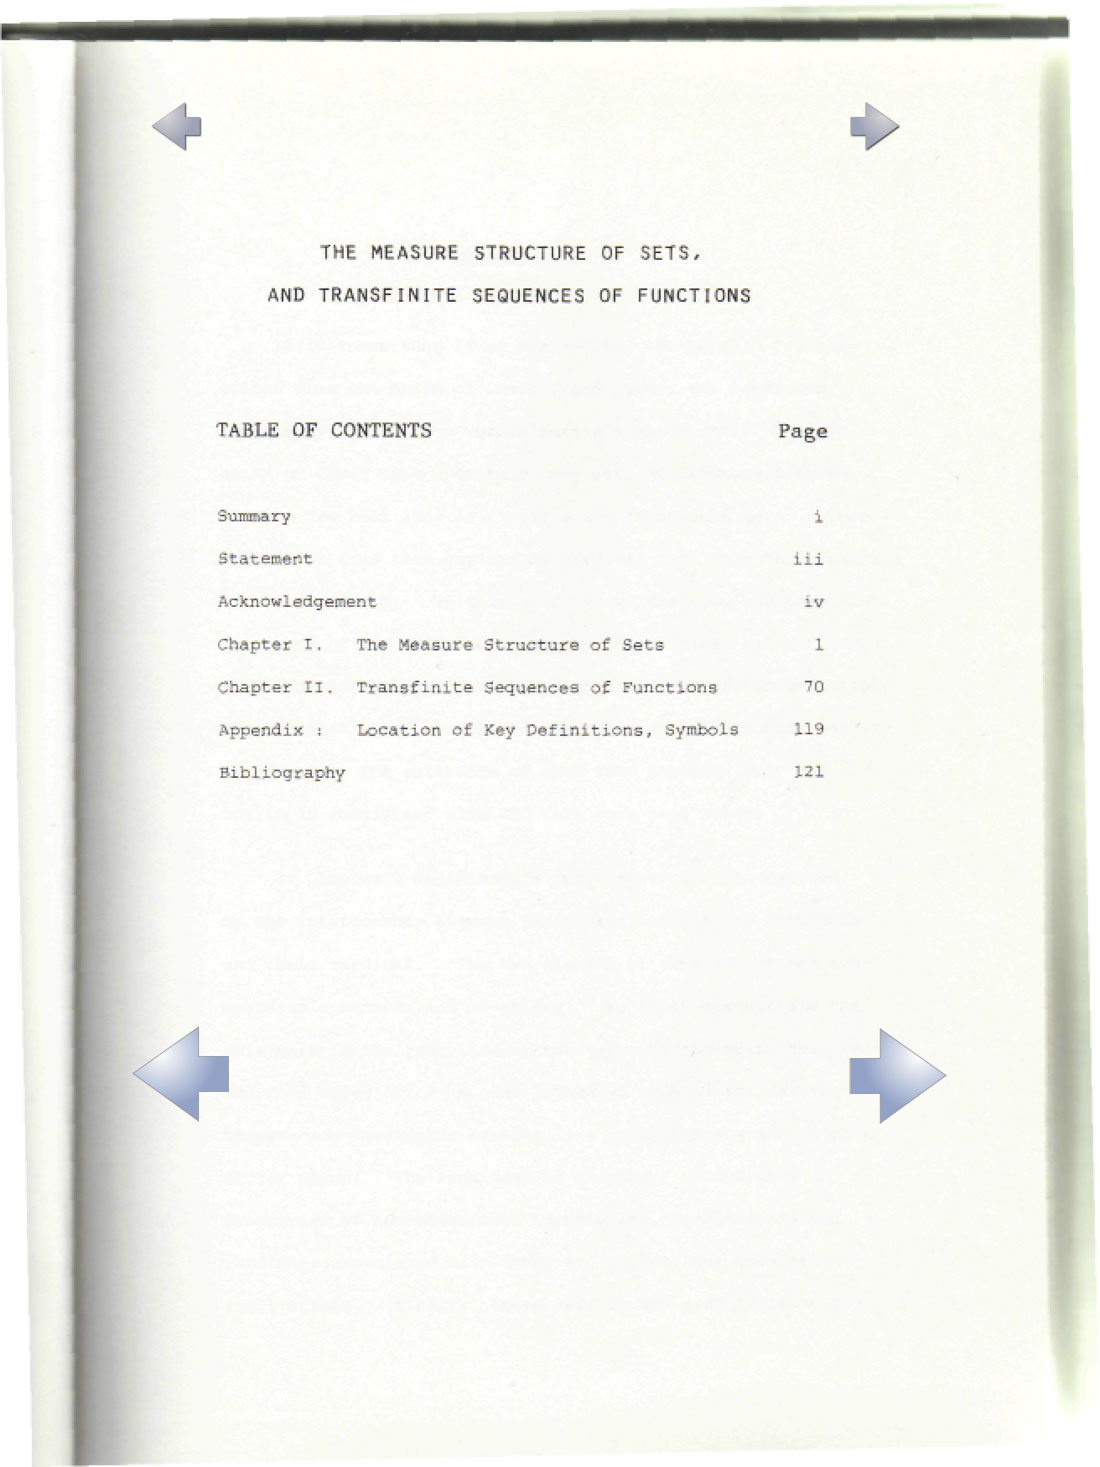 THE MEASURE STRUCTURE OF SETS,
AND TRANSFINITE SEQUENCES OF FUNCTIONS
TABLE OF CONTENTS Page
Summary i
Statement iii
Acknowledgement iv
Chapter I. The Measure Structure of Sets 1
Chapter II. Transfinite Sequences of Functions 70
Appendix : Location of Key Definitions, Symbols 119
Bibliography 121